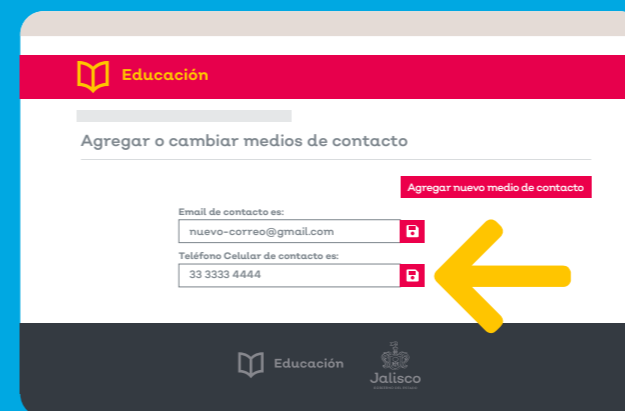 Educación
Agregar o cambiar medios de contacto
Agregar nuevo medio de contacto
Email de contacto es:
nuevo-correo@gmail.com
Teléfono Celular de contacto es:
33 3333 4444
Educación
Jalisco